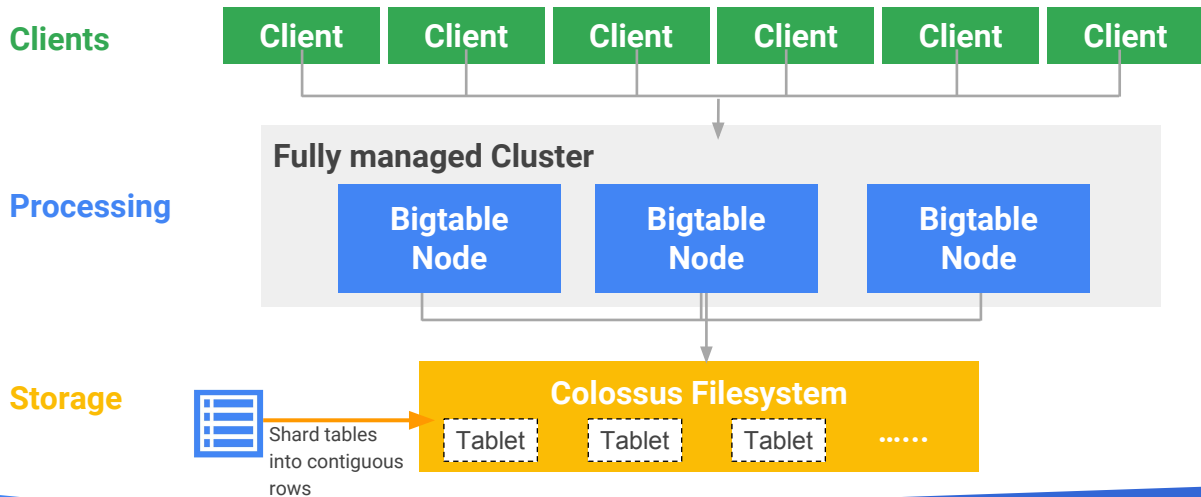 Clients
Client Client Client Client Client Client
Fully managed Cluster
Processing
Bigtable Bigtable Bigtable
Node Node Node
Storage
Colossus Filesystem
Tablet Tablet Tablet ......
Shard tables
into contiguous
rows